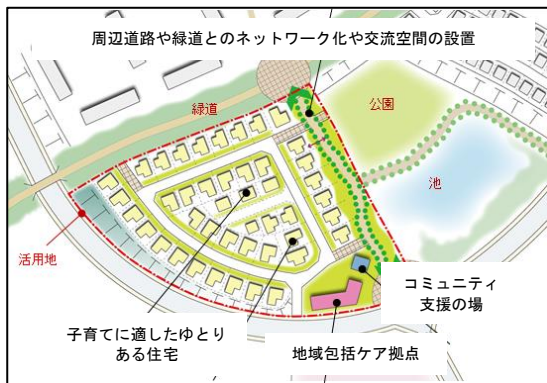 周辺道路や緑道とのネットワーク化や交流空間の設置
緑道
公園
池
活用地
コミュニティ
支援の場
子育てに適したゆとり
ある住宅
地域包括ケア拠点